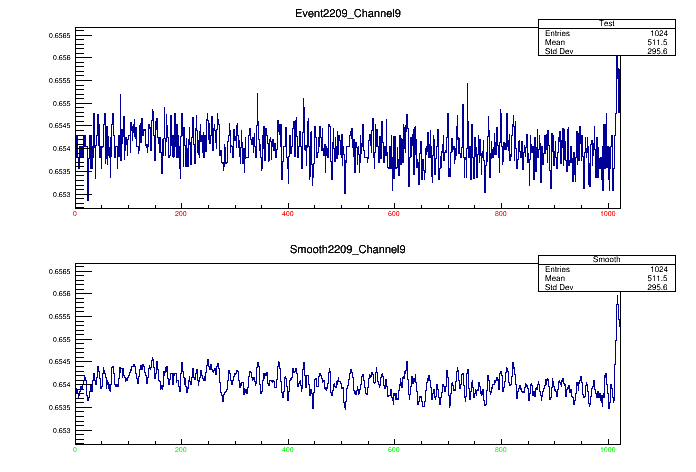 Event2209_Channel9
Test
Entries 1024
Mean 511.5
Std Dev 295.6
0.6565
0.656
0.6555
0.655
0.6545
0.654
0.6535
0.653
0 200 400 600 800 1000
Smooth2209_Channel9
Smooth
Entries 1024
Mean 511.5
Std Dev 295.6
0.6565
0.656
0.6555
0.655
0.6545
0.654
0.6535
0.653
0 200 400 600 800 1000